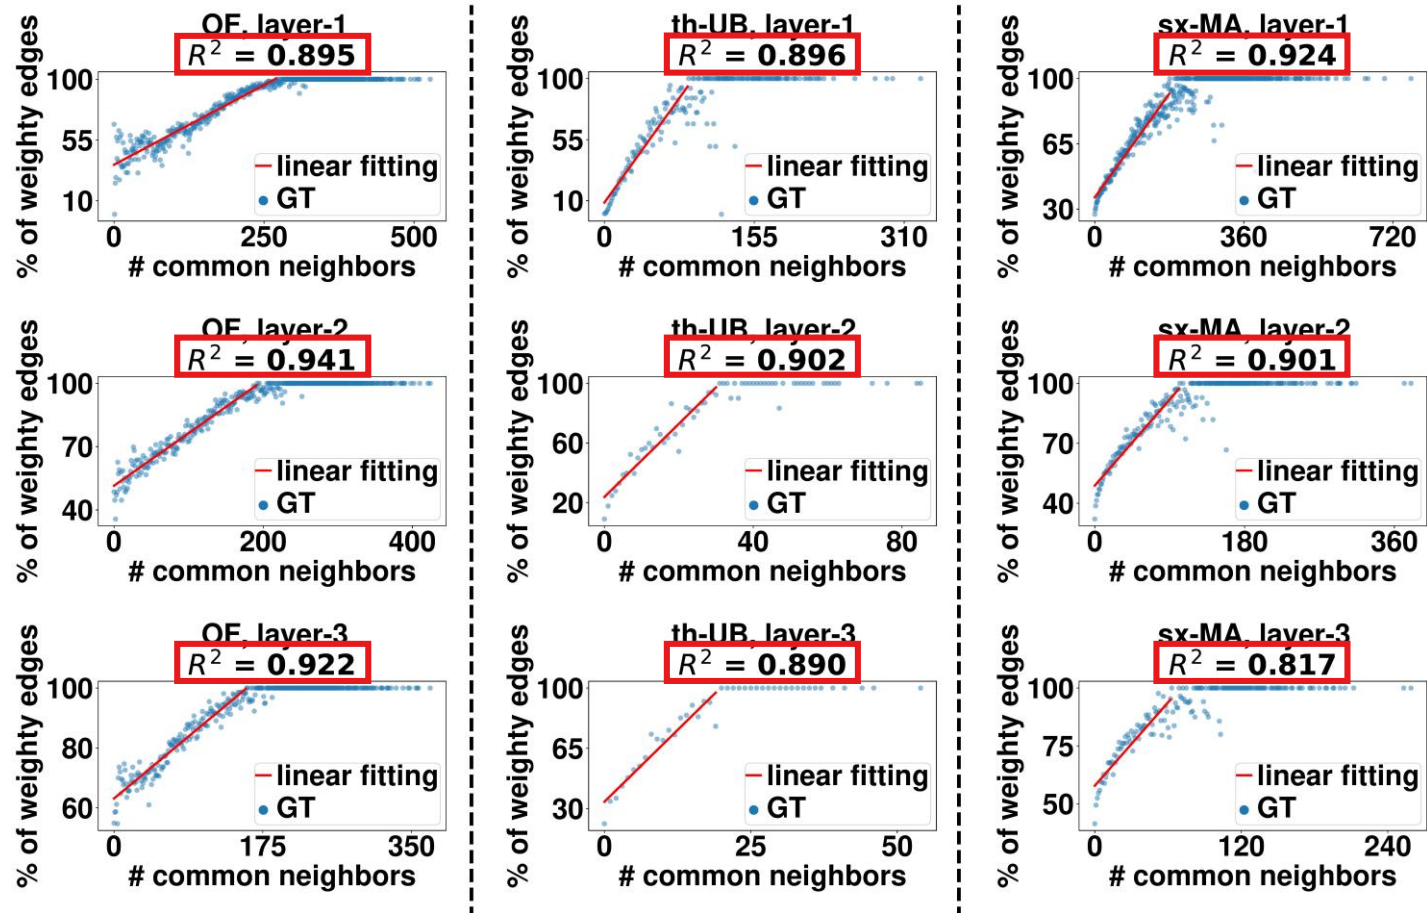 OF, layer-1
R² = 0.895
% of weighty edges
100
55
10
linear fitting
GT
0 250 500
# common neighbors
th-UB, layer-1
R² = 0.896
% of weighty edges
100
55
10
linear fitting
GT
0 155 310
# common neighbors
sx-MA, layer-1
R² = 0.924
% of weighty edges
100
65
30
linear fitting
GT
0 360 720
# common neighbors
OF, layer-2
R² = 0.941
% of weighty edges
100
70
40
linear fitting
GT
0 200 400
# common neighbors
th-UB, layer-2
R² = 0.902
% of weighty edges
100
60
20
linear fitting
GT
0 40 80
# common neighbors
sx-MA, layer-2
R² = 0.901
% of weighty edges
100
70
40
linear fitting
GT
0 180 360
# common neighbors
OF, layer-3
R² = 0.922
% of weighty edges
100
80
60
linear fitting
GT
0 175 350
# common neighbors
th-UB, layer-3
R² = 0.890
% of weighty edges
100
65
30
linear fitting
GT
0 25 50
# common neighbors
sx-MA, layer-3
R² = 0.817
% of weighty edges
100
75
50
linear fitting
GT
0 120 240
# common neighbors